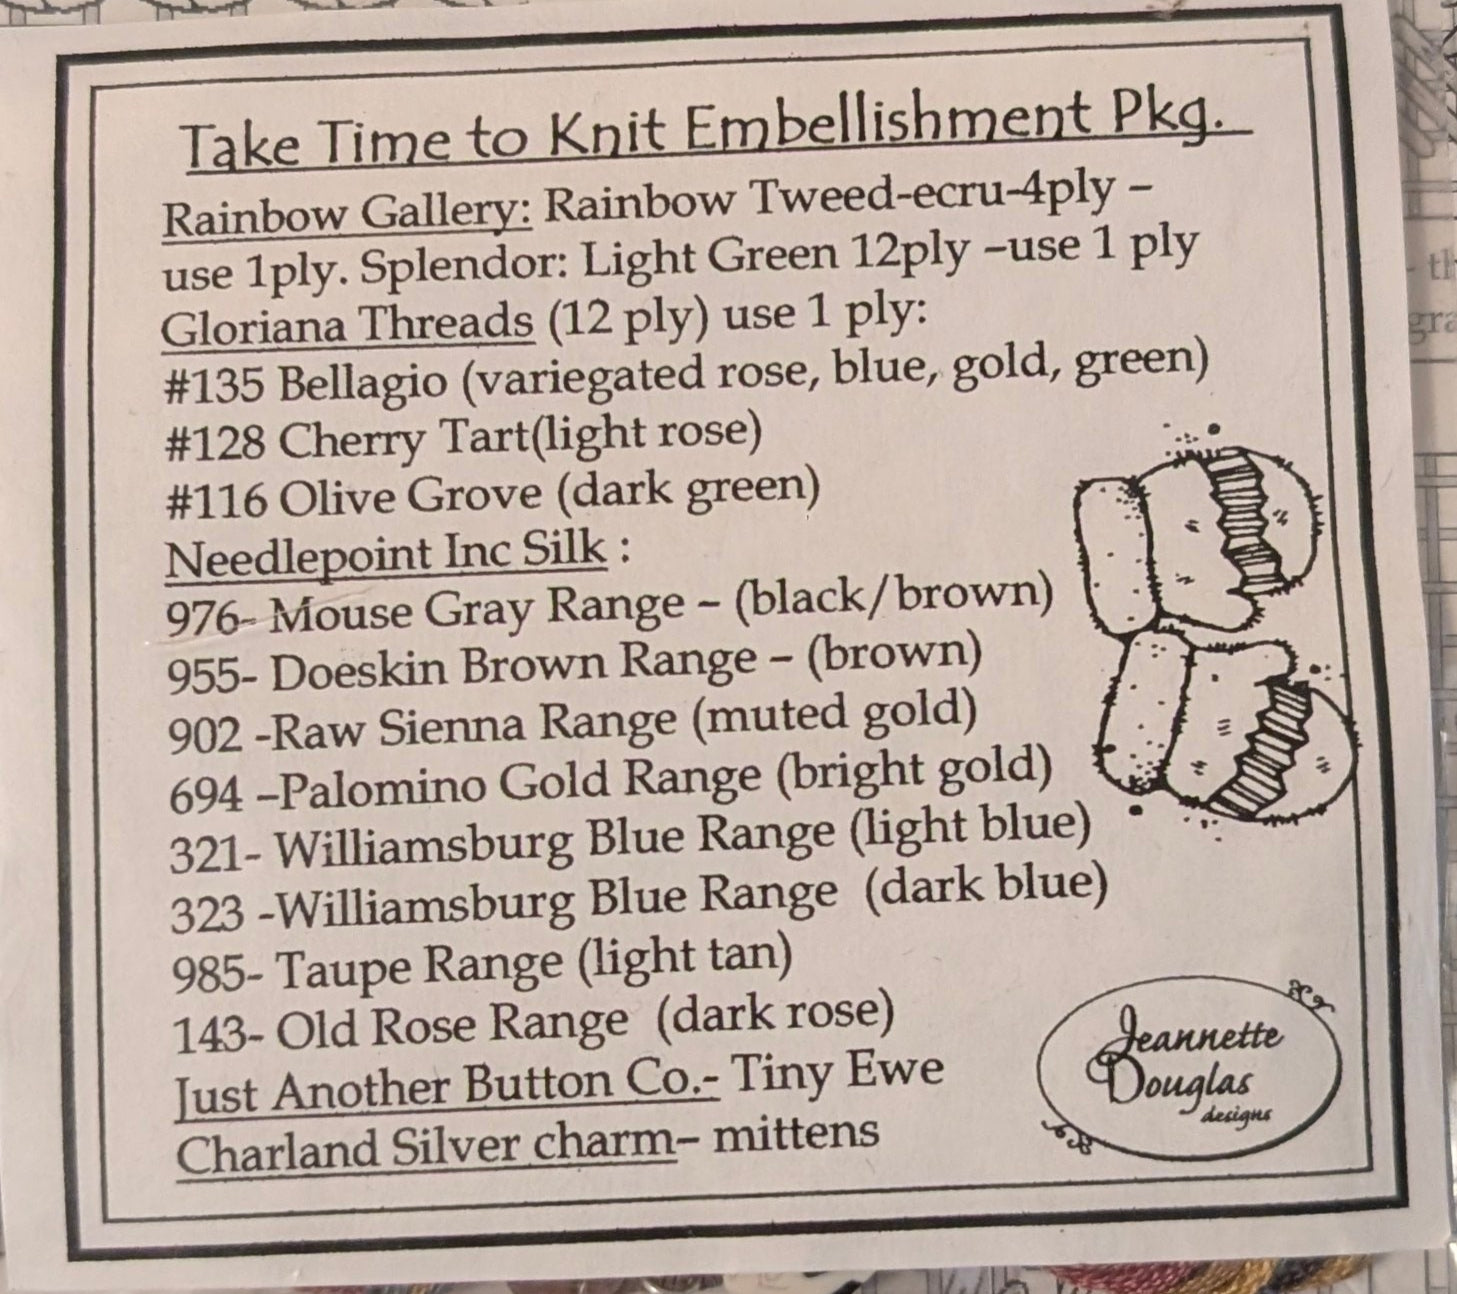 Take Time to Knit Embellishment Pkg.
Rainbow Gallery: Rainbow Tweed-ecru-4ply –
use 1ply. Splendor: Light Green 12ply –use 1 ply
Gloriana Threads (12 ply) use 1 ply:
#135 Bellagio (variegated rose, blue, gold, green)
#128 Cherry Tart(light rose)
#116 Olive Grove (dark green)
Needlepoint Inc Silk :
976- Mouse Gray Range – (black/brown)
955- Doeskin Brown Range – (brown)
902 -Raw Sienna Range (muted gold)
694 –Palomino Gold Range (bright gold)
321- Williamsburg Blue Range (light blue)
323 -Williamsburg Blue Range (dark blue)
985- Taupe Range (light tan)
143- Old Rose Range (dark rose)
Just Another Button Co.- Tiny Ewe
Charland Silver charm– mittens
Jeannette
Douglas
designs